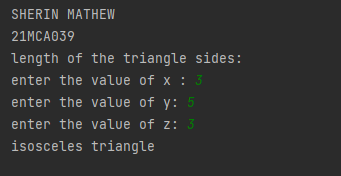 SHERIN MATHEW
21MCA039
length of the triangle sides:
enter the value of x : 3
enter the value of y: 5
enter the value of z: 3
isosceles triangle